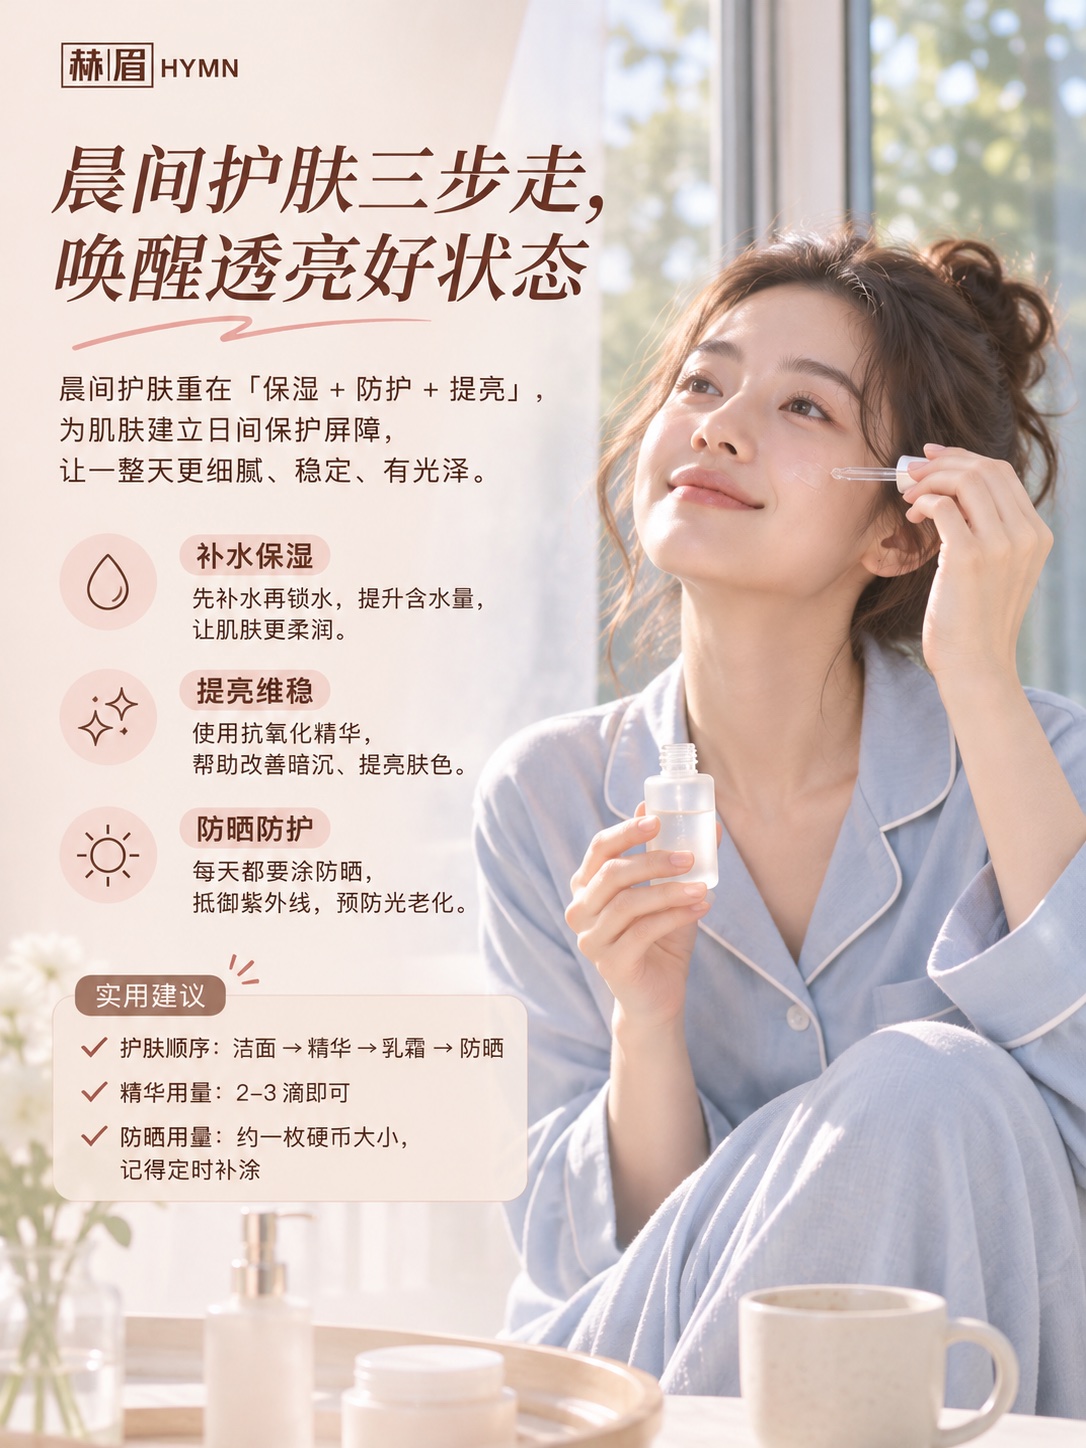 赫眉 HYMN
晨间护肤三步走，
唤醒透亮好状态
晨间护肤重在「保湿 + 防护 + 提亮」，
为肌肤建立日间保护屏障，
让一整天更细腻、稳定、有光泽。
补水保湿
先补水再锁水，提升含水量，
让肌肤更柔润。
提亮维稳
使用抗氧化精华，
帮助改善暗沉、提亮肤色。
防晒防护
每天都要涂防晒，
抵御紫外线，预防光老化。
实用建议
护肤顺序：洁面 → 精华 → 乳霜 → 防晒
精华用量：2–3 滴即可
防晒用量：约一枚硬币大小，
记得定时补涂